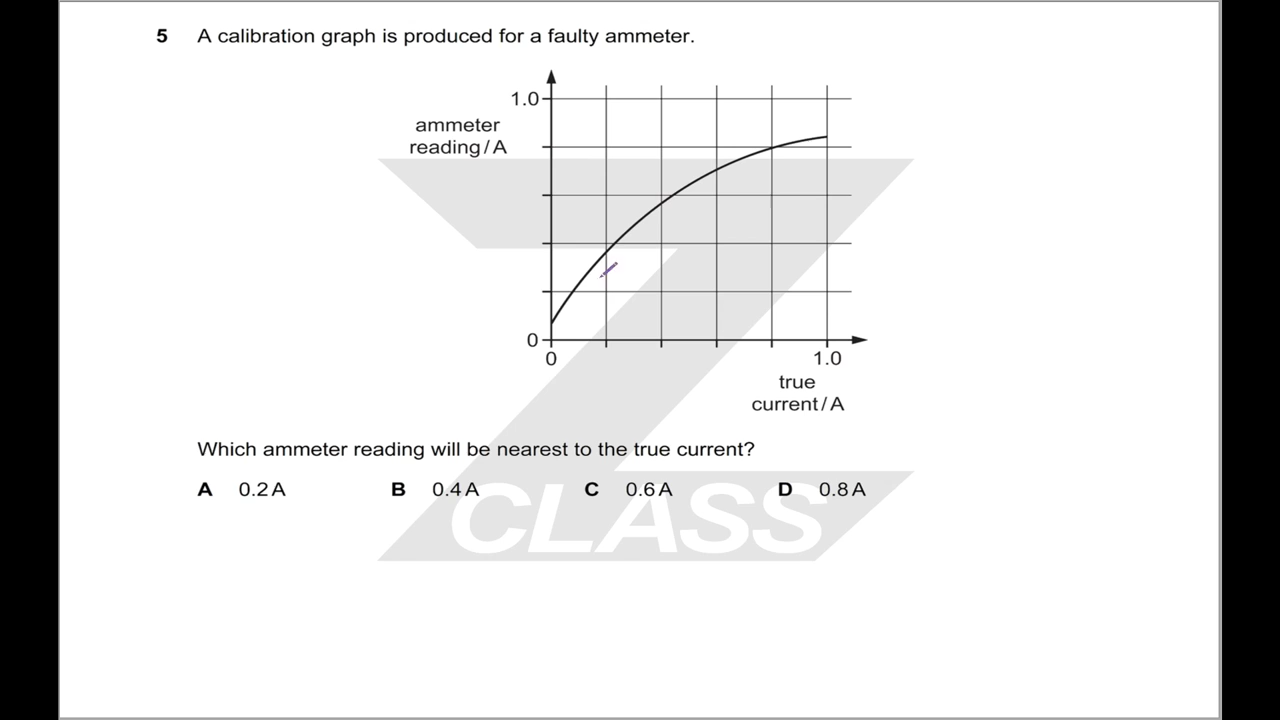 5 A calibration graph is produced for a faulty ammeter.
1.0
ammeter
reading / A
0
0 1.0
true
current / A
Which ammeter reading will be nearest to the true current?
A 0.2 A B 0.4 A C 0.6 A D 0.8 A
CLASS